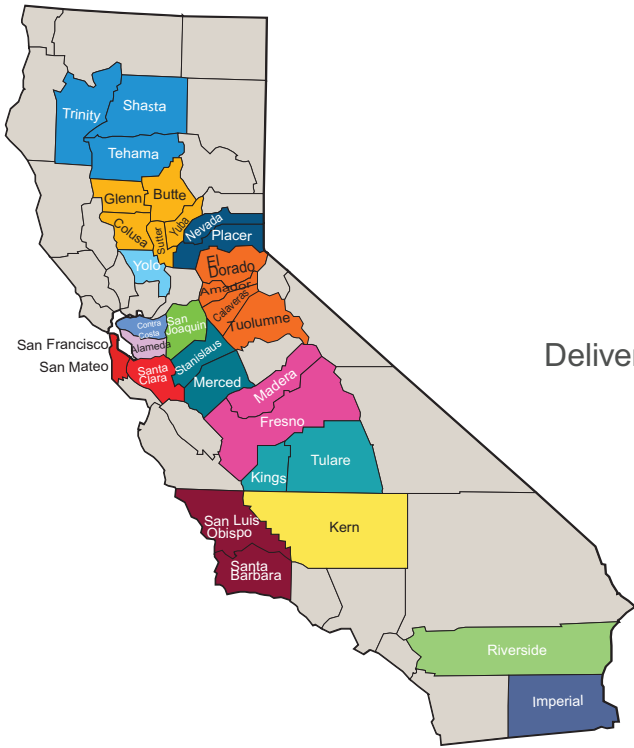 Trinity
Shasta
Tehama
Glenn
Butte
Colusa
Sutter
Yuba
Nevada
Placer
Yolo
El
Dorado
Amador
Calaveras
Tuolumne
Contra
Costa
San
Joaquin
Alameda
San Francisco
San Mateo
Santa
Clara
Stanislaus
Merced
Deliver
Madera
Fresno
Kings
Tulare
San Luis
Obispo
Kern
Santa
Barbara
Riverside
Imperial